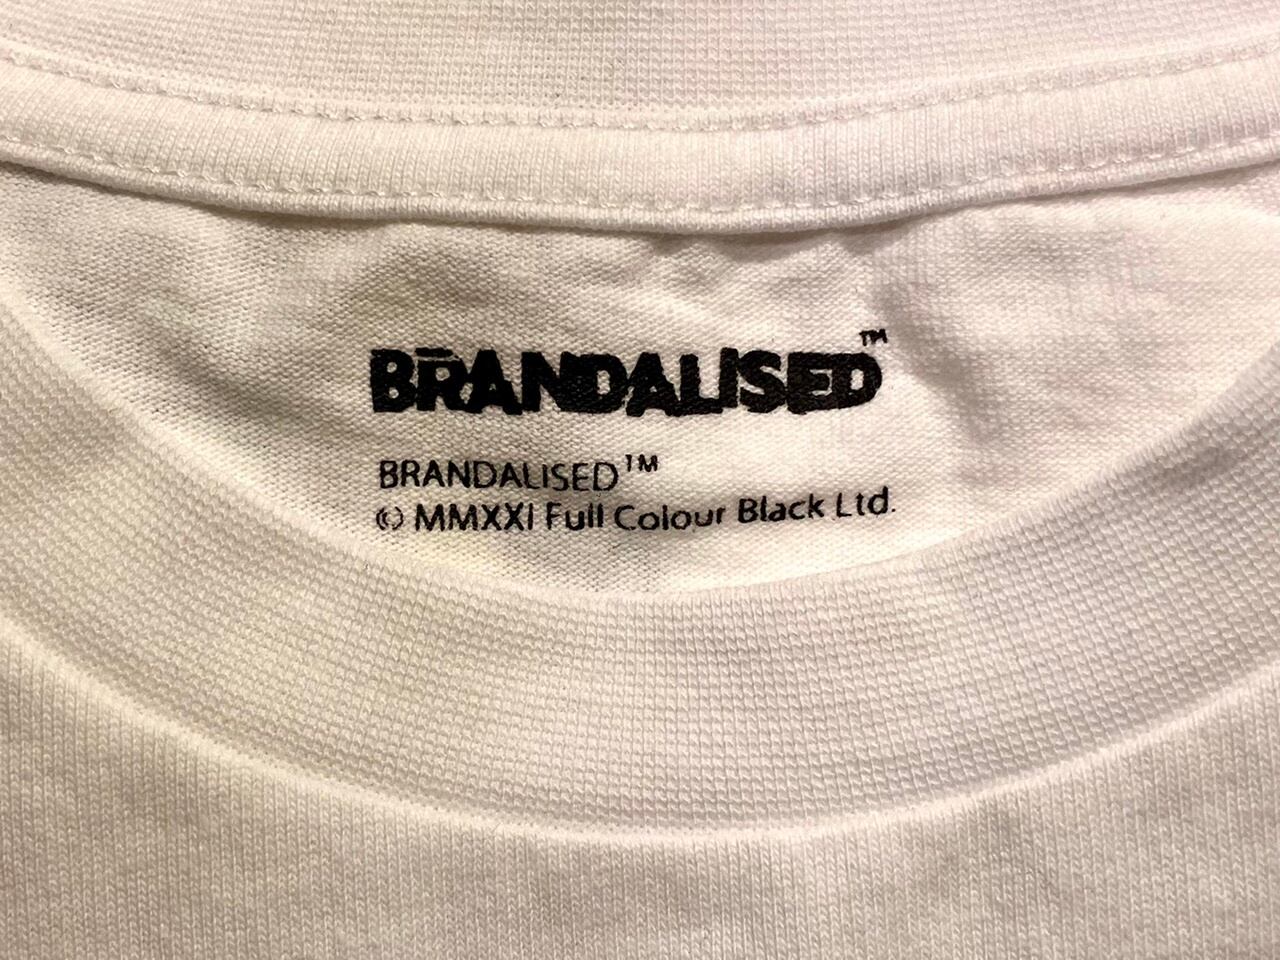 BRANDALISED™
BRANDALISED™
© MMXXI Full Colour Black Ltd.